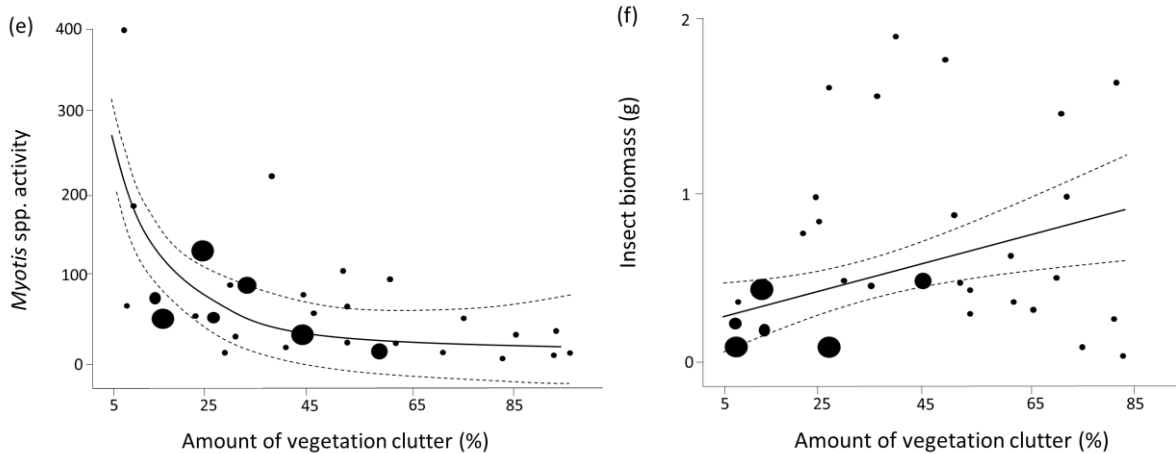 (e)
400
300
200
100
0
Myotis spp. activity
5 25 45 65 85
Amount of vegetation clutter (%)
(f)
2
1
0
Insect biomass (g)
5 25 45 65 85
Amount of vegetation clutter (%)